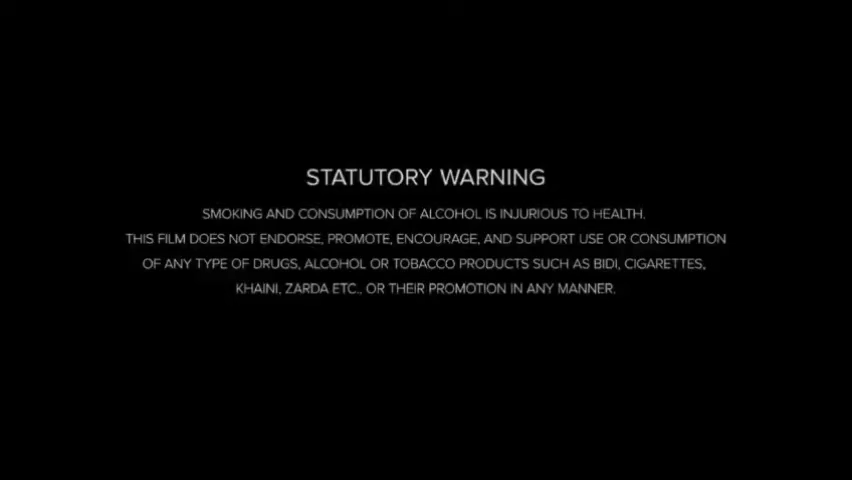 STATUTORY WARNING
SMOKING AND CONSUMPTION OF ALCOHOL IS INJURIOUS TO HEALTH.
THIS FILM DOES NOT ENDORSE, PROMOTE, ENCOURAGE, AND SUPPORT USE OR CONSUMPTION
OF ANY TYPE OF DRUGS, ALCOHOL OR TOBACCO PRODUCTS SUCH AS BIDI, CIGARETTES,
KHAINI, ZARDA ETC., OR THEIR PROMOTION IN ANY MANNER.